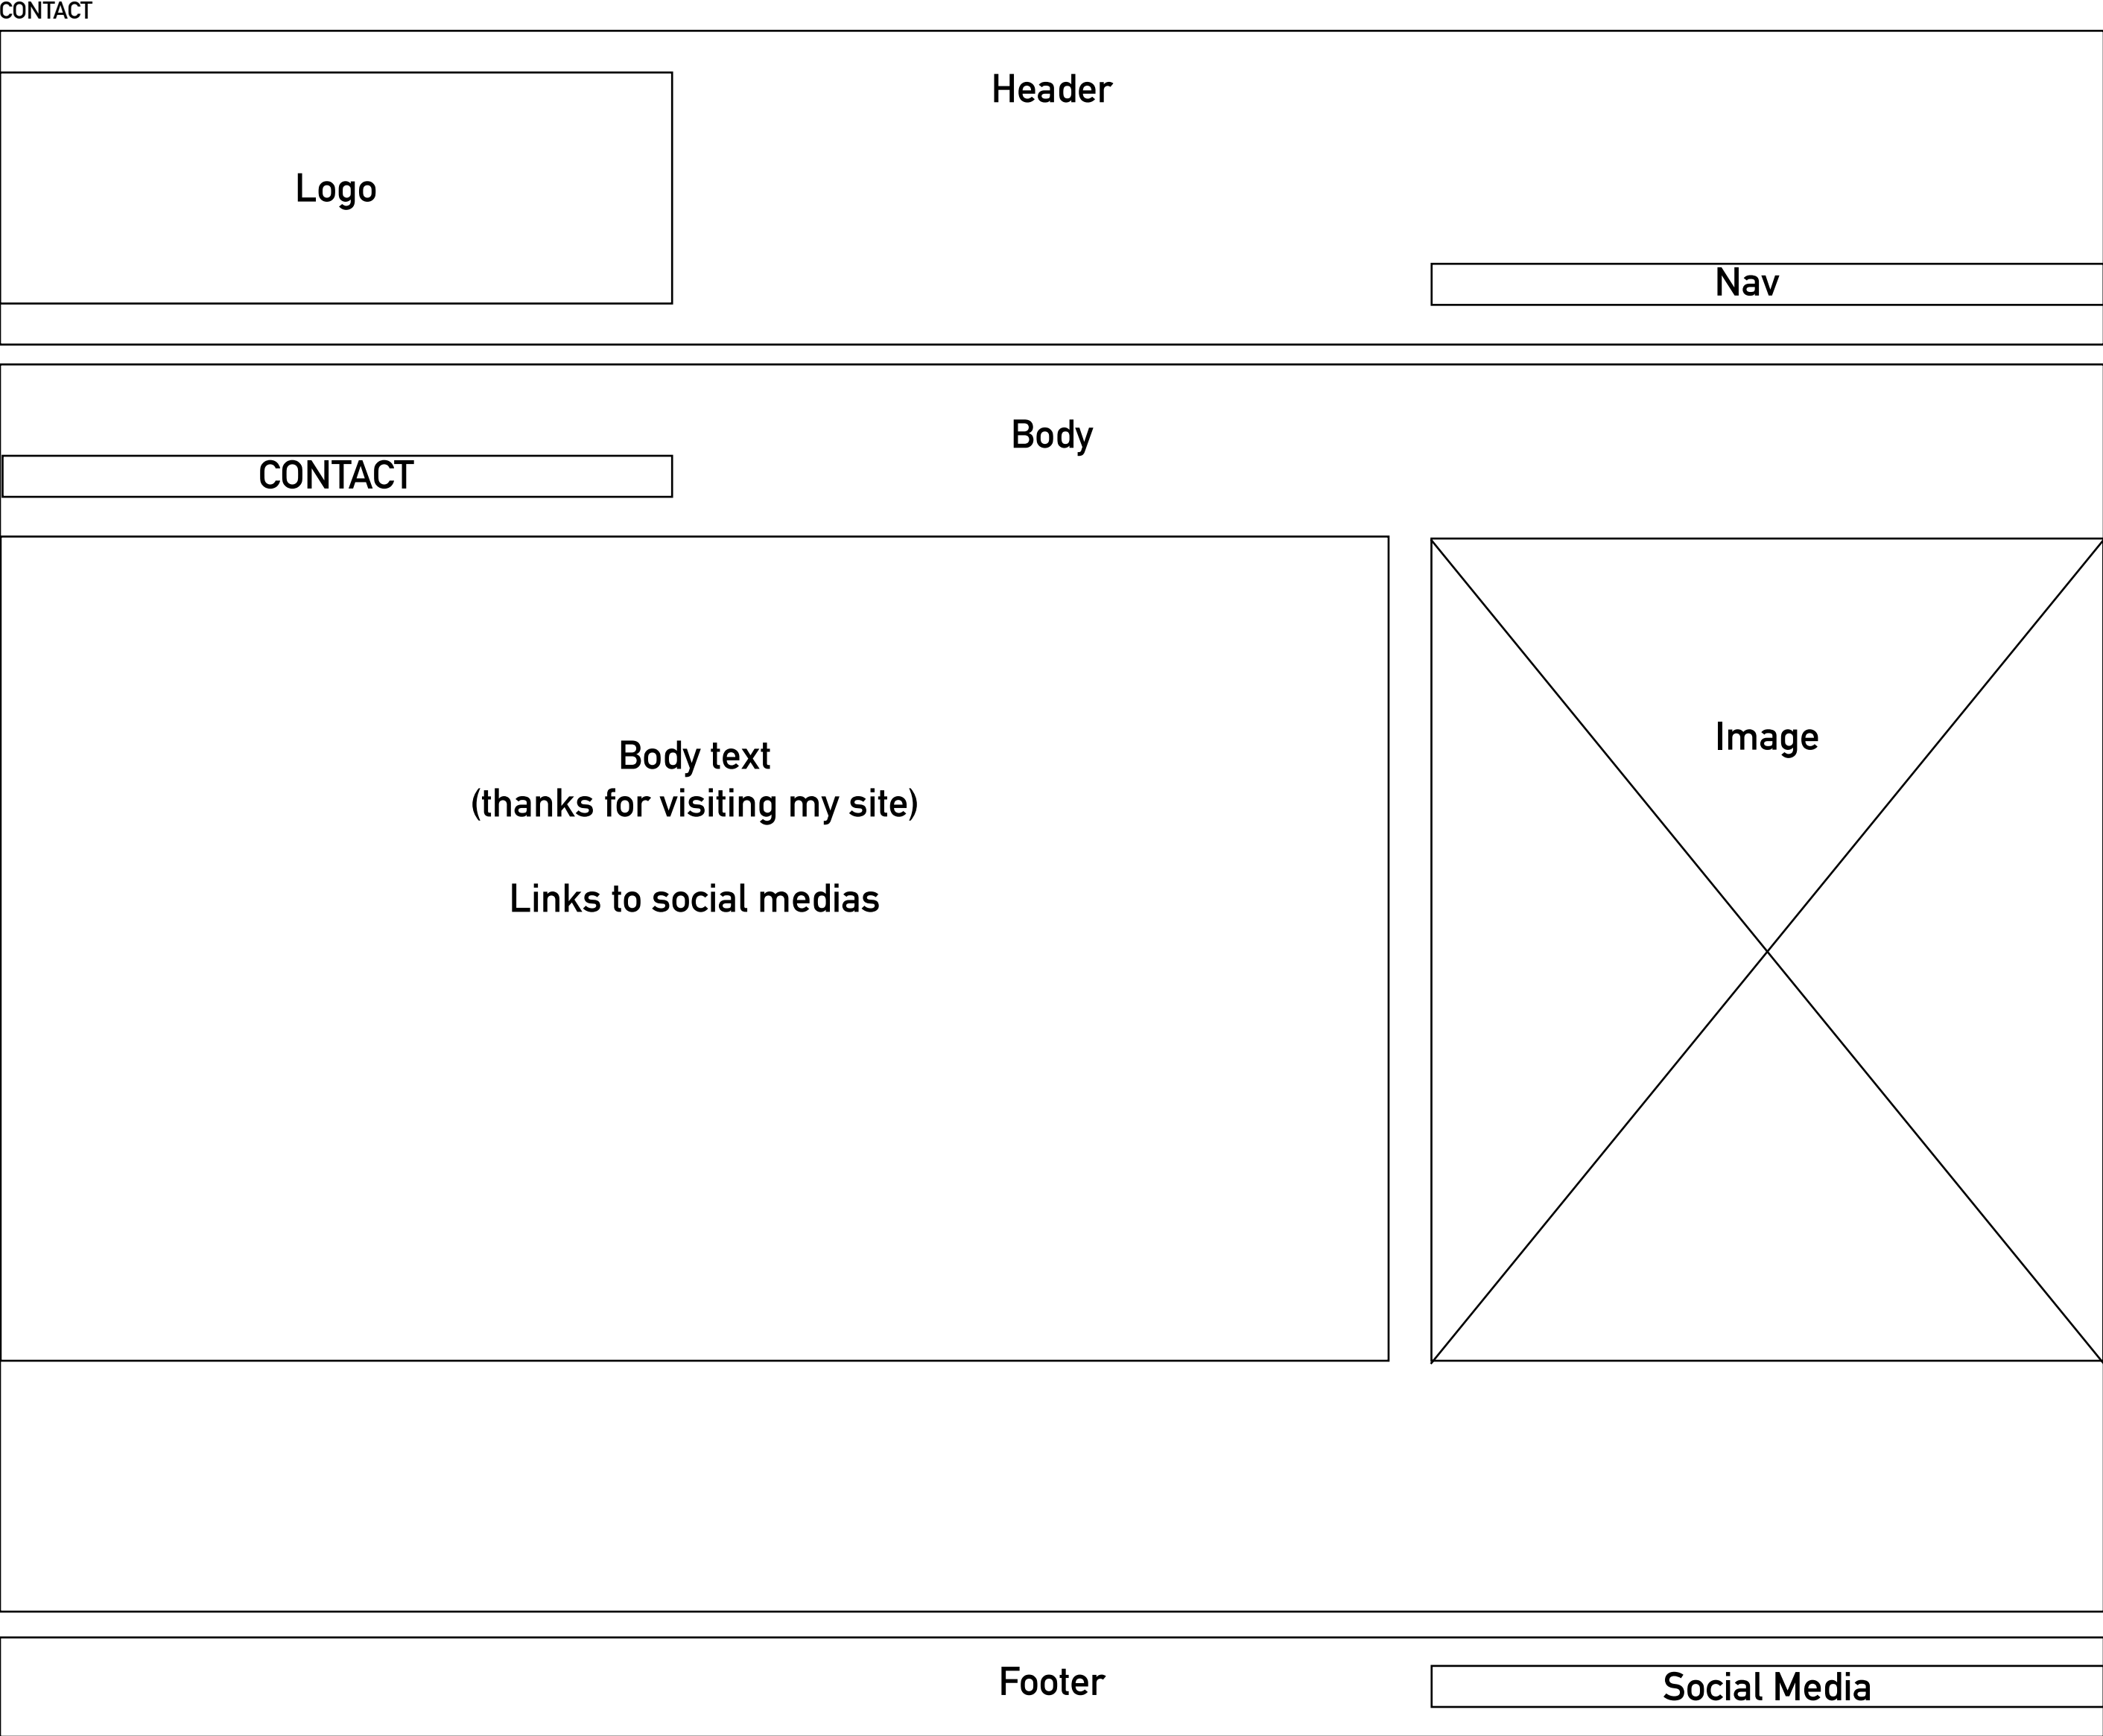 CONTACT
Header
Logo
Nav
Body
CONTACT
Body text
(thanks for visiting my site)
Links to social medias
Image
Footer
Social Media